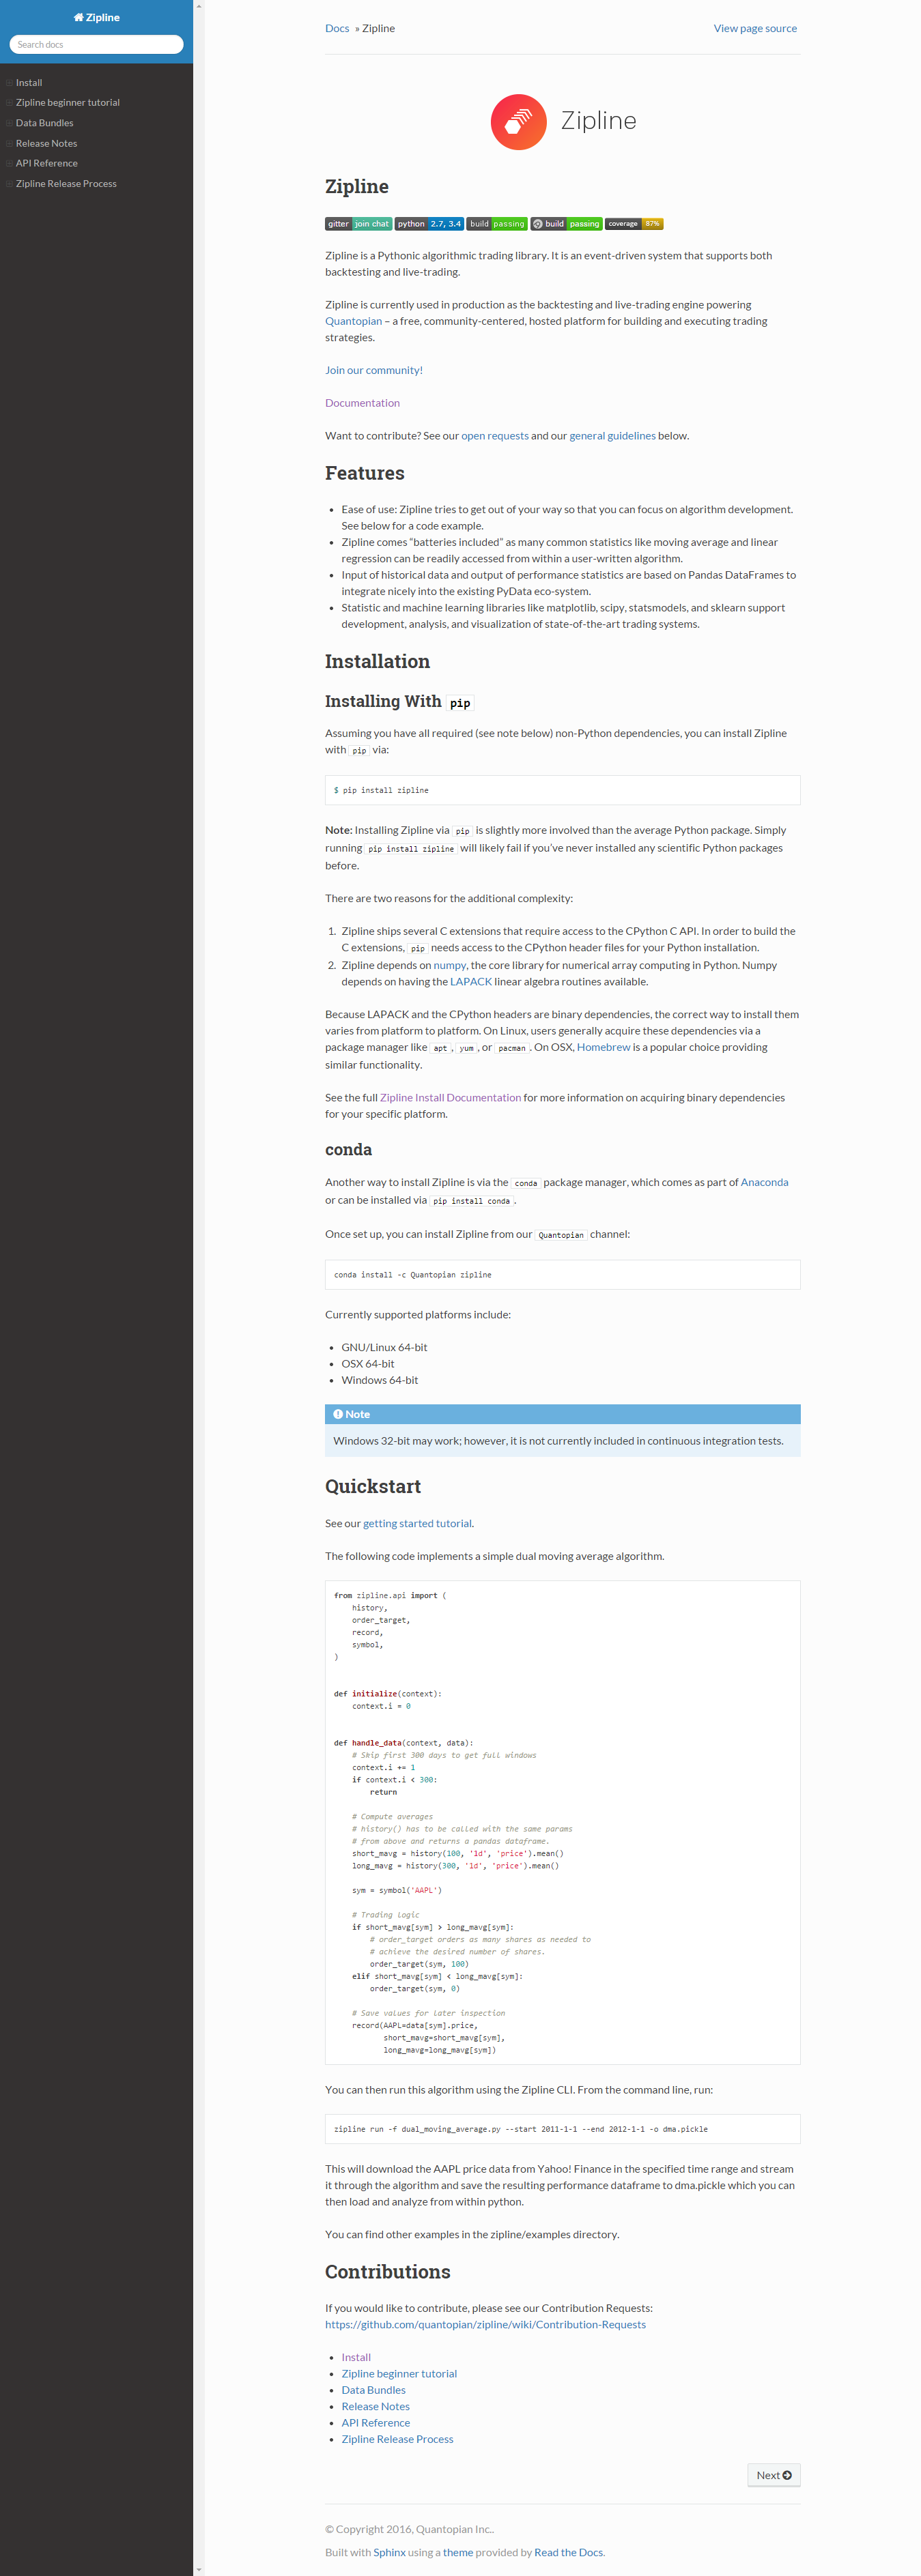 Zipline
Search docs
Install
Zipline beginner tutorial
Data Bundles
Release Notes
API Reference
Zipline Release Process
Docs » Zipline
View page source
Zipline
Zipline
gitter join chat python 2.7, 3.4 build passing build passing coverage 87%
Zipline is a Pythonic algorithmic trading library. It is an event-driven system that supports both
backtesting and live-trading.
Zipline is currently used in production as the backtesting and live-trading engine powering
Quantopian – a free, community-centered, hosted platform for building and executing trading
strategies.
Join our community!
Documentation
Want to contribute? See our open requests and our general guidelines below.
Features
• Ease of use: Zipline tries to get out of your way so that you can focus on algorithm development.
See below for a code example.
• Zipline comes “batteries included” as many common statistics like moving average and linear
regression can be readily accessed from within a user-written algorithm.
• Input of historical data and output of performance statistics are based on Pandas DataFrames to
integrate nicely into the existing PyData eco-system.
• Statistic and machine learning libraries like matplotlib, scipy, statsmodels, and sklearn support
development, analysis, and visualization of state-of-the-art trading systems.
Installation
Installing With pip
Assuming you have all required (see note below) non-Python dependencies, you can install Zipline
with pip via:
$ pip install zipline
Note: Installing Zipline via pip is slightly more involved than the average Python package. Simply
running pip install zipline will likely fail if you’ve never installed any scientific Python packages
before.
There are two reasons for the additional complexity:
1. Zipline ships several C extensions that require access to the CPython C API. In order to build the
C extensions, pip needs access to the CPython header files for your Python installation.
2. Zipline depends on numpy, the core library for numerical array computing in Python. Numpy
depends on having the LAPACK linear algebra routines available.
Because LAPACK and the CPython headers are binary dependencies, the correct way to install them
varies from platform to platform. On Linux, users generally acquire these dependencies via a
package manager like apt, yum, or pacman. On OSX, Homebrew is a popular choice providing
similar functionality.
See the full Zipline Install Documentation for more information on acquiring binary dependencies
for your specific platform.
conda
Another way to install Zipline is via the conda package manager, which comes as part of Anaconda
or can be installed via pip install conda.
Once set up, you can install Zipline from our Quantopian channel:
conda install -c Quantopian zipline
Currently supported platforms include:
• GNU/Linux 64-bit
• OSX 64-bit
• Windows 64-bit
Note
Windows 32-bit may work; however, it is not currently included in continuous integration tests.
Quickstart
See our getting started tutorial.
The following code implements a simple dual moving average algorithm.
from zipline.api import (
    history,
    order_target,
    record,
    symbol,
)
def initialize(context):
    context.i = 0
def handle_data(context, data):
    # Skip first 300 days to get full windows
    context.i += 1
    if context.i < 300:
        return
    # Compute averages
    # history() has to be called with the same params
    # from above and returns a pandas dataframe.
    short_mavg = history(100, '1d', 'price').mean()
    long_mavg = history(300, '1d', 'price').mean()
    sym = symbol('AAPL')
    # Trading logic
    if short_mavg[sym] > long_mavg[sym]:
        # order_target orders as many shares as needed to
        # achieve the desired number of shares.
        order_target(sym, 100)
    elif short_mavg[sym] < long_mavg[sym]:
        order_target(sym, 0)
    # Save values for later inspection
    record(AAPL=data[sym].price,
           short_mavg=short_mavg[sym],
           long_mavg=long_mavg[sym])
You can then run this algorithm using the Zipline CLI. From the command line, run:
zipline run -f dual_moving_average.py --start 2011-1-1 --end 2012-1-1 -o dma.pickle
This will download the AAPL price data from Yahoo! Finance in the specified time range and stream
it through the algorithm and save the resulting performance dataframe to dma.pickle which you can
then load and analyze from within python.
You can find other examples in the zipline/examples directory.
Contributions
If you would like to contribute, please see our Contribution Requests:
https://github.com/quantopian/zipline/wiki/Contribution-Requests
• Install
• Zipline beginner tutorial
• Data Bundles
• Release Notes
• API Reference
• Zipline Release Process
Next
© Copyright 2016, Quantopian Inc..
Built with Sphinx using a theme provided by Read the Docs.